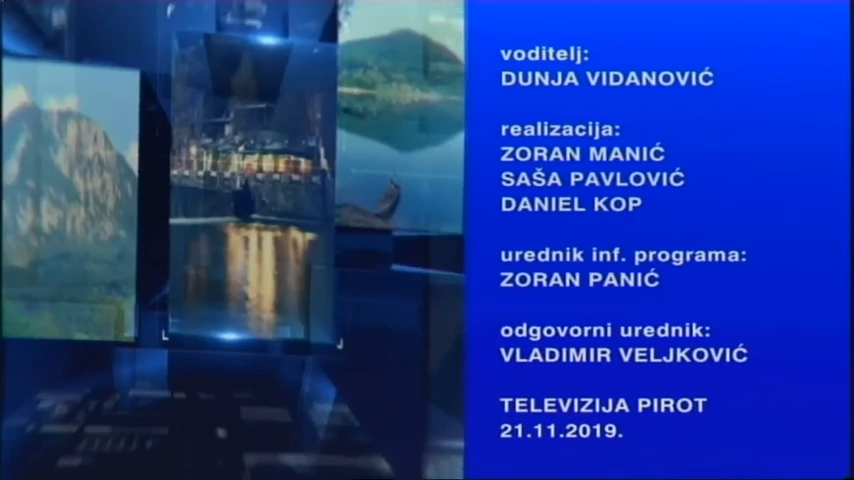 voditelj:
DUNJA VIDANOVIĆ
realizacija:
ZORAN MANIĆ
SAŠA PAVLOVIĆ
DANIEL KOP
urednik inf. programa:
ZORAN PANIĆ
odgovorni urednik:
VLADIMIR VELJKOVIĆ
TELEVIZIJA PIROT
21.11.2019.